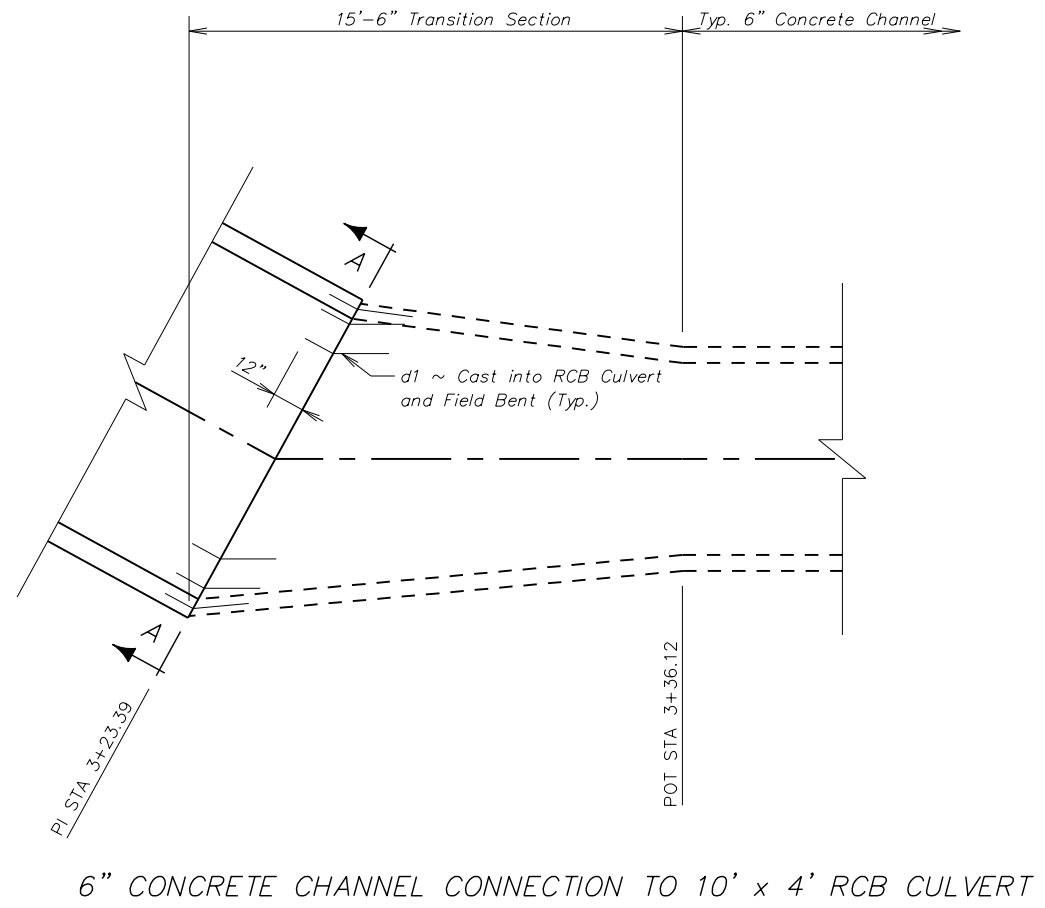 15'-6" Transition Section
Typ. 6" Concrete Channel
A
12"
d1 ~ Cast into RCB Culvert
and Field Bent (Typ.)
A
PI STA 3+23.39
POT STA 3+36.12
6" CONCRETE CHANNEL CONNECTION TO 10' x 4' RCB CULVERT